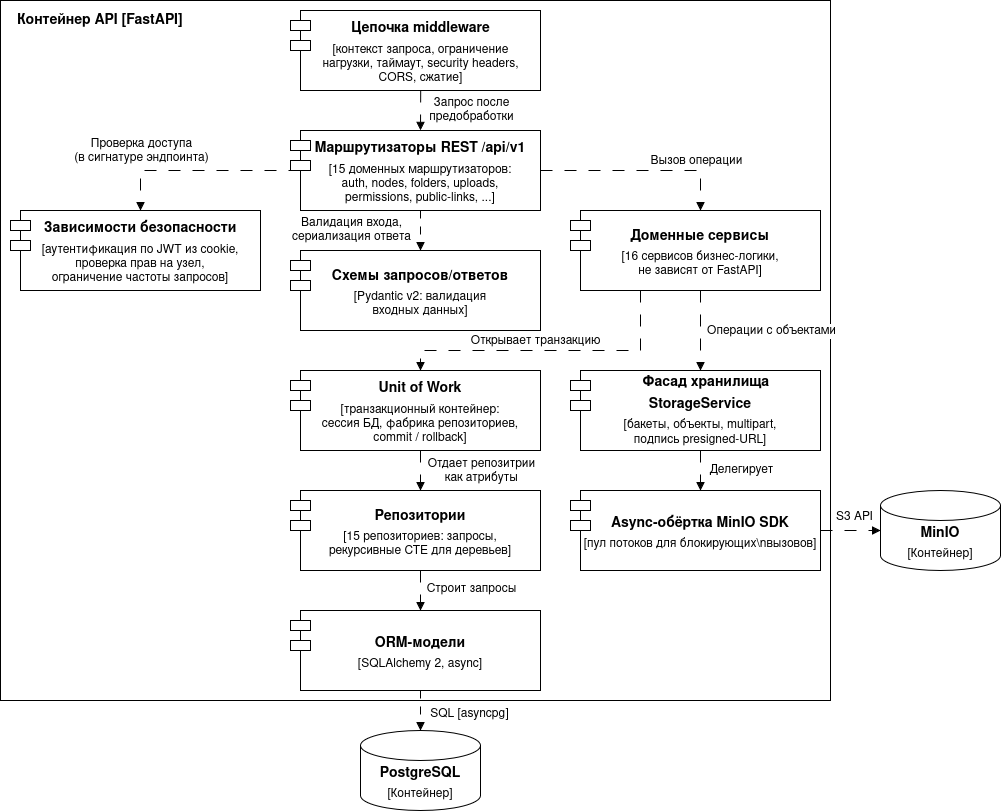 Контейнер API [FastAPI]
Цепочка middleware
[контекст запроса, ограничение
нагрузки, таймаут, security headers,
CORS, сжатие]
Запрос после
предобработки
Проверка доступа
(в сигнатуре эндпоинта)
Маршрутизаторы REST /api/v1
[15 доменных маршрутизаторов:
auth, nodes, folders, uploads,
permissions, public-links, ...]
Вызов операции
Зависимости безопасности
[аутентификация по JWT из cookie,
проверка прав на узел,
ограничение частоты запросов]
Валидация входа,
сериализация ответа
Доменные сервисы
[16 сервисов бизнес-логики,
не зависят от FastAPI]
Схемы запросов/ответов
[Pydantic v2: валидация
входных данных]
Открывает транзакцию
Операции с объектами
Unit of Work
[транзакционный контейнер:
сессия БД, фабрика репозиториев,
commit / rollback]
Фасад хранилища
StorageService
[бакеты, объекты, multipart,
подпись presigned-URL]
Отдает репозитрии
как атрибуты
Делегирует
Репозитории
[15 репозиториев: запросы,
рекурсивные CTE для деревьев]
Async-обёртка MinIO SDK
[пул потоков для блокирующих\nвызовов]
S3 API
MinIO
[Контейнер]
Строит запросы
ORM-модели
[SQLAlchemy 2, async]
SQL [asyncpg]
PostgreSQL
[Контейнер]